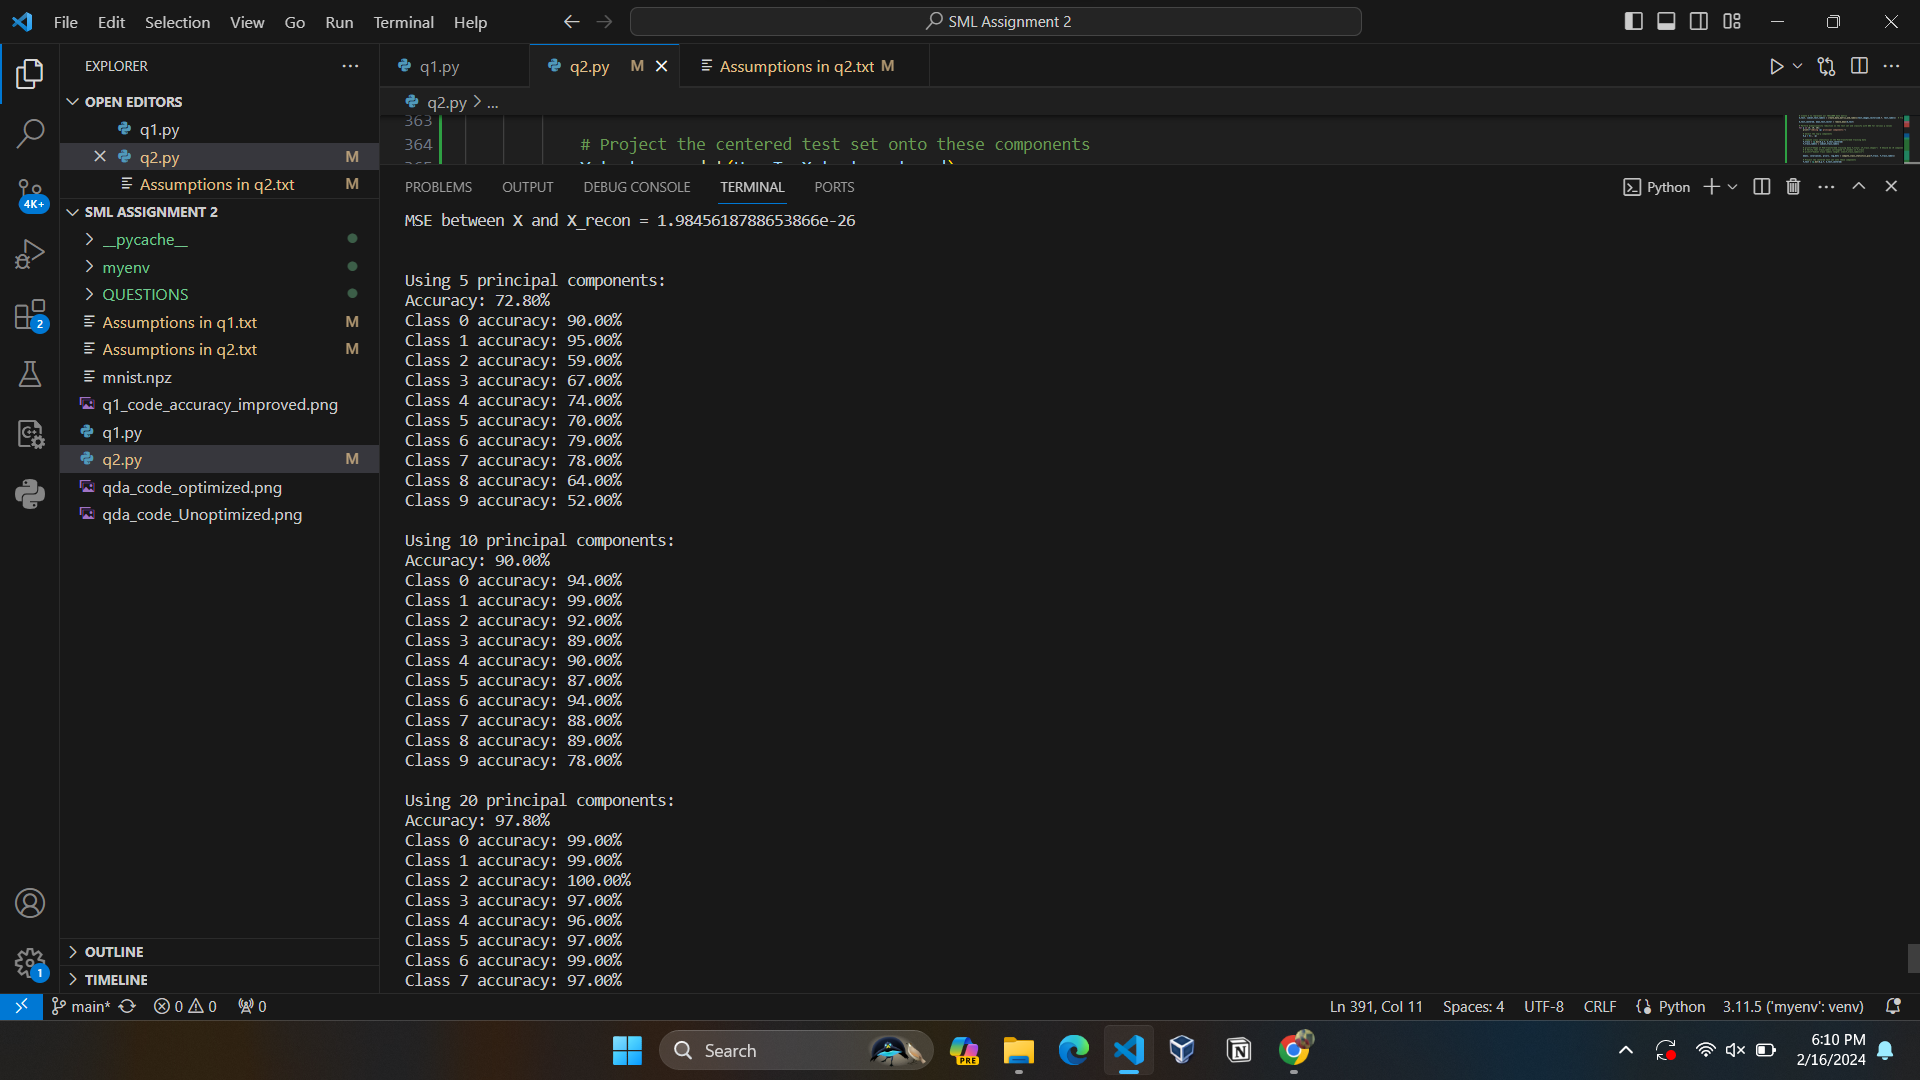 File Edit Selection View Go Run Terminal Help
SML Assignment 2
EXPLORER
OPEN EDITORS
q1.py
q2.py M
Assumptions in q2.txt M
SML ASSIGNMENT 2
__pycache__
myenv
QUESTIONS
Assumptions in q1.txt M
Assumptions in q2.txt M
mnist.npz
q1_code_accuracy_improved.png
q1.py
q2.py M
qda_code_optimized.png
qda_code_Unoptimized.png
OUTLINE
TIMELINE
4K+
2
1
q1.py
q2.py M
Assumptions in q2.txt M
q2.py > ...
363
364 # Project the centered test set onto these components
PROBLEMS OUTPUT DEBUG CONSOLE TERMINAL PORTS
Python
MSE between X and X_recon = 1.9845618788653866e-26
Using 5 principal components:
Accuracy: 72.80%
Class 0 accuracy: 90.00%
Class 1 accuracy: 95.00%
Class 2 accuracy: 59.00%
Class 3 accuracy: 67.00%
Class 4 accuracy: 74.00%
Class 5 accuracy: 70.00%
Class 6 accuracy: 79.00%
Class 7 accuracy: 78.00%
Class 8 accuracy: 64.00%
Class 9 accuracy: 52.00%
Using 10 principal components:
Accuracy: 90.00%
Class 0 accuracy: 94.00%
Class 1 accuracy: 99.00%
Class 2 accuracy: 92.00%
Class 3 accuracy: 89.00%
Class 4 accuracy: 90.00%
Class 5 accuracy: 87.00%
Class 6 accuracy: 94.00%
Class 7 accuracy: 88.00%
Class 8 accuracy: 89.00%
Class 9 accuracy: 78.00%
Using 20 principal components:
Accuracy: 97.80%
Class 0 accuracy: 99.00%
Class 1 accuracy: 99.00%
Class 2 accuracy: 100.00%
Class 3 accuracy: 97.00%
Class 4 accuracy: 96.00%
Class 5 accuracy: 97.00%
Class 6 accuracy: 99.00%
Class 7 accuracy: 97.00%
main* 0 0 0
Ln 391, Col 11 Spaces: 4 UTF-8 CRLF Python 3.11.5 ('myenv': venv)
Search
PRE
6:10 PM
2/16/2024